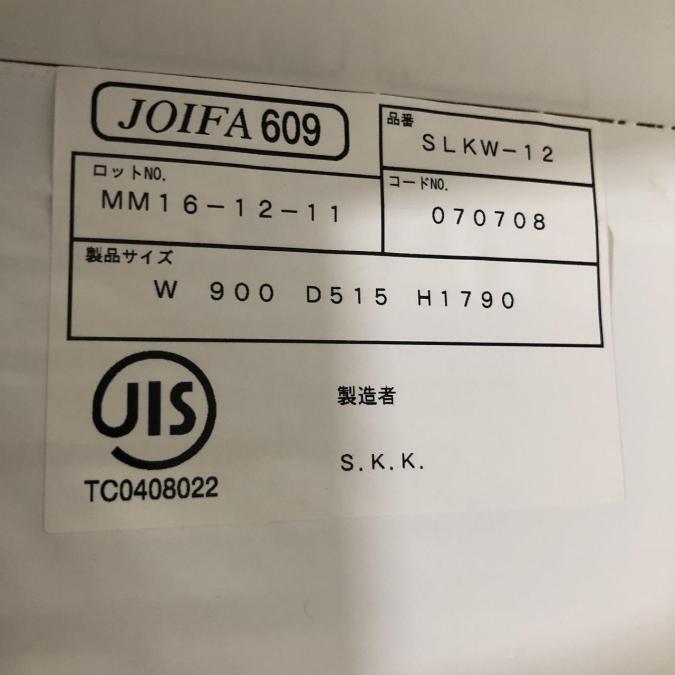 JOIFA 609
品番
SLKW-12
ロットNO.
MM16-12-11
コードNO.
070708
製品サイズ
W 900 D515 H1790
JIS
TC0408022
製造者
S.K.K.